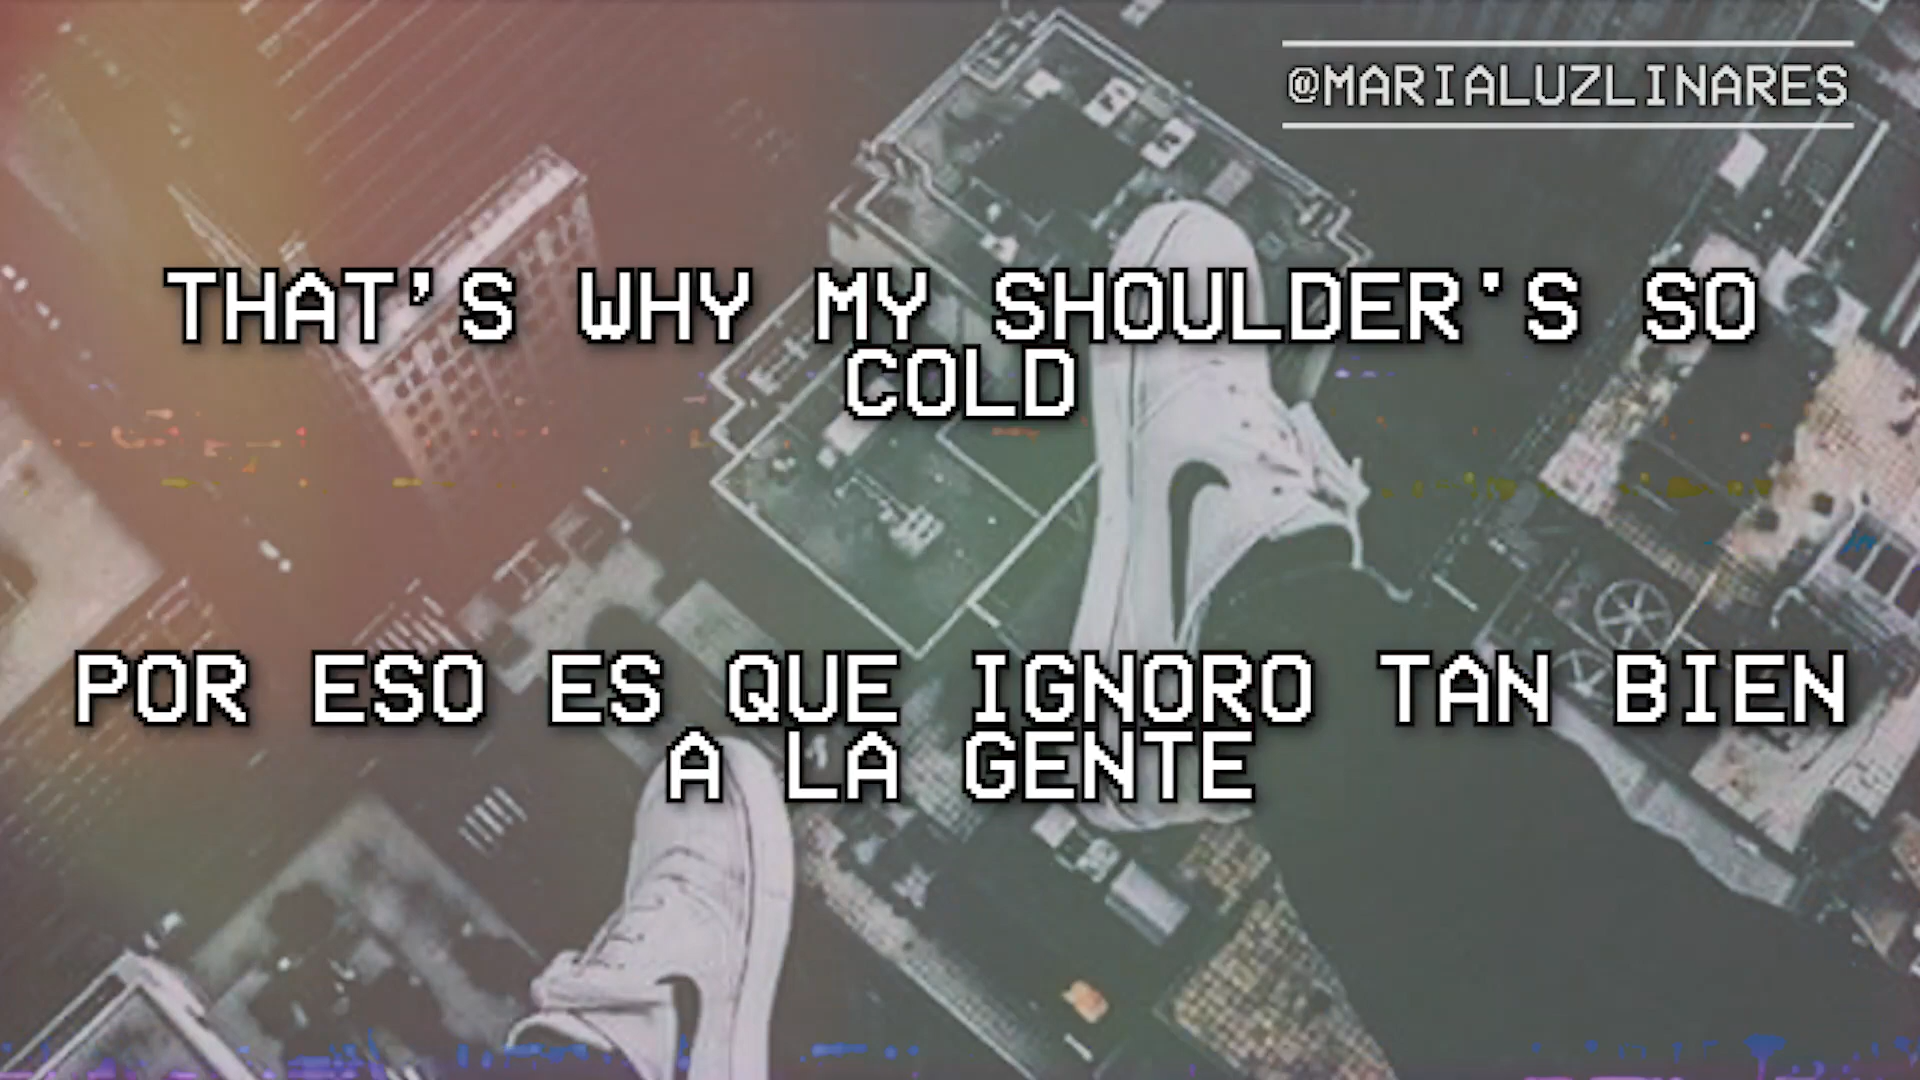 @MARIALUZLINARES
THAT'S WHY MY SHOULDER'S SO
COLD
POR ESO ES QUE IGNORO TAN BIEN
A LA GENTE